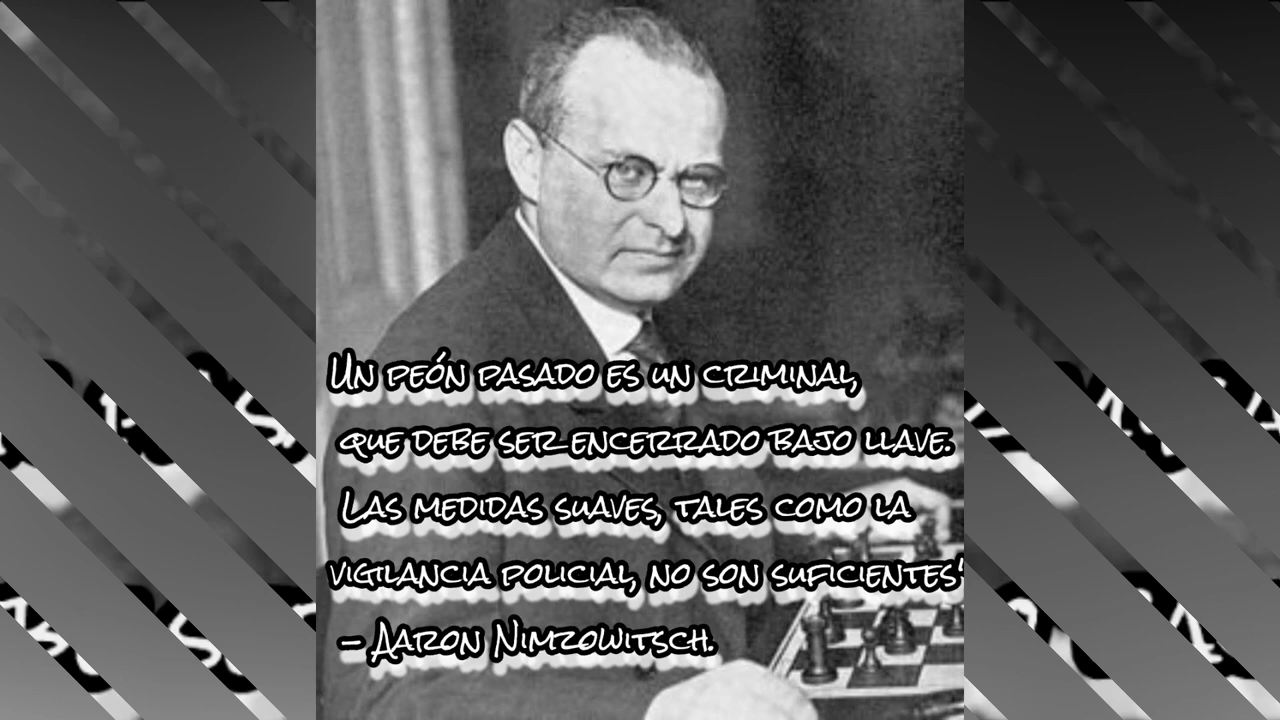 Un peón pasado es un criminal,
que debe ser encerrado bajo llave.
Las medidas suaves, tales como la
vigilancia policial, no son suficientes"
- Aaron Nimzowitsch.